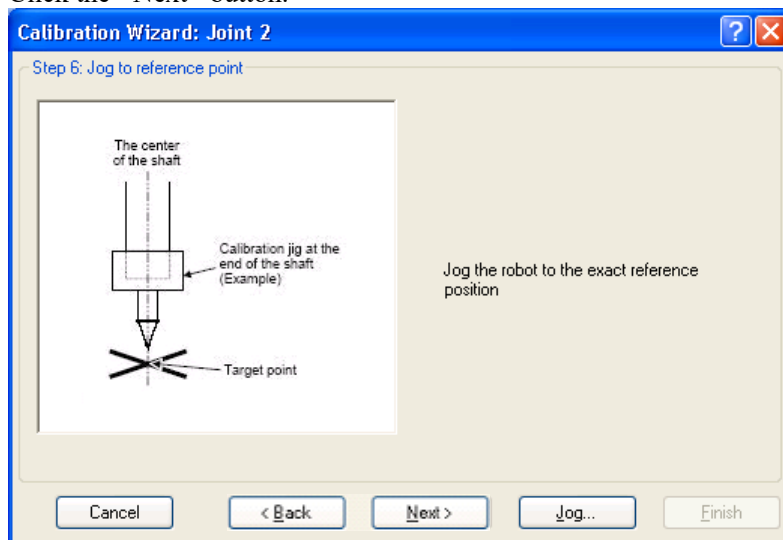 Click the "Next" button.
Calibration Wizard: Joint 2
Step 6: Jog to reference point
The center
of the shaft
Calibration jig at the
end of the shaft
(Example)
Target point
Jog the robot to the exact reference
position
Cancel
< Back
Next >
Jog...
Finish